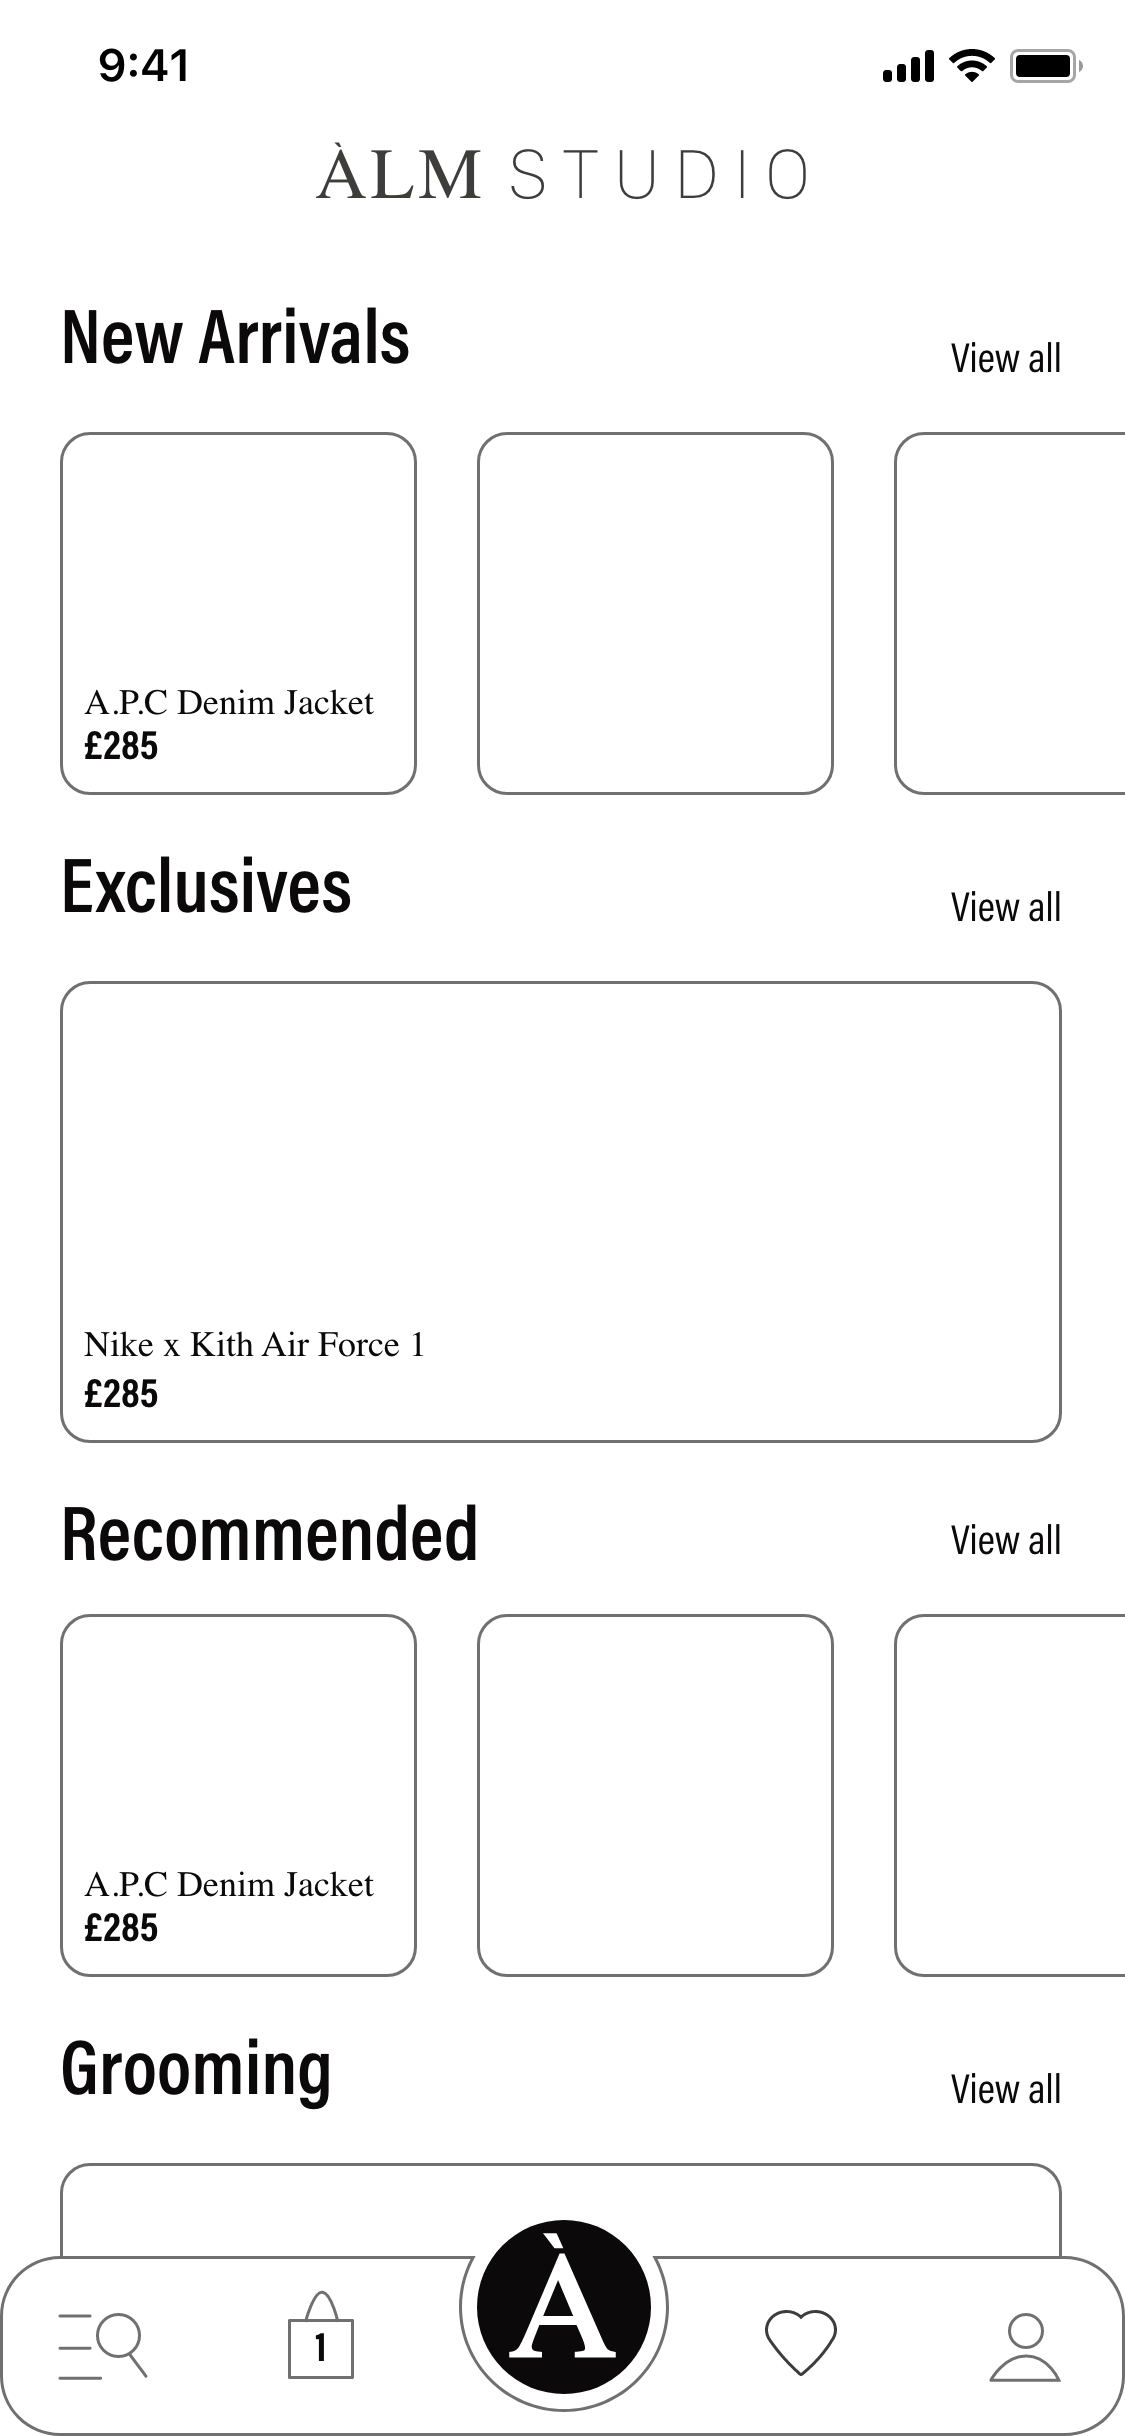 9:41
ÀLM STUDIO
New Arrivals
View all
A.P.C Denim Jacket
£285
Exclusives
View all
Nike x Kith Air Force 1
£285
Recommended
View all
A.P.C Denim Jacket
£285
Grooming
View all
1
À